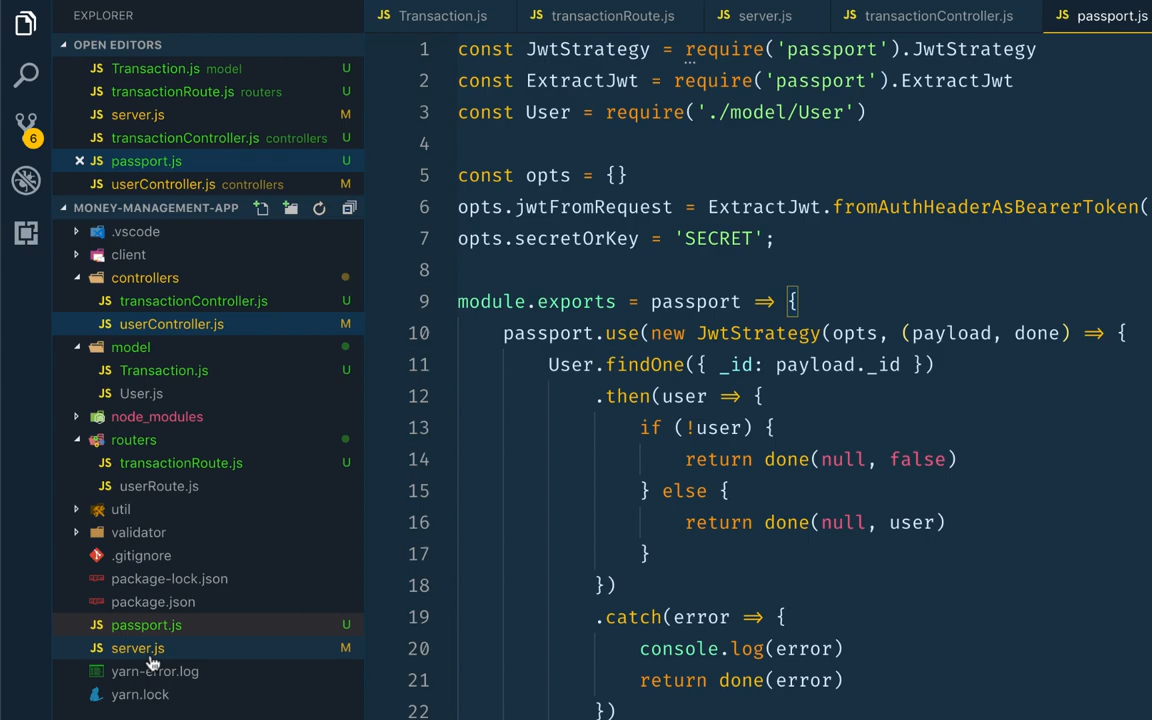 EXPLORER
OPEN EDITORS
JS Transaction.js model U
JS transactionRoute.js routers U
JS server.js M
JS transactionController.js controllers U
JS passport.js U
JS userController.js controllers M
6
MONEY-MANAGEMENT-APP
.vscode
client
controllers
JS transactionController.js U
JS userController.js M
model
JS Transaction.js U
JS User.js
node_modules
routers
JS transactionRoute.js U
JS userRoute.js
util
validator
.gitignore
package-lock.json
package.json
JS passport.js U
JS server.js M
yarn-error.log
yarn.lock
JS Transaction.js JS transactionRoute.js JS server.js JS transactionController.js JS passport.js
1 const JwtStrategy = require('passport').JwtStrategy
2 const ExtractJwt = require('passport').ExtractJwt
3 const User = require('./model/User')
4
5 const opts = {}
6 opts.jwtFromRequest = ExtractJwt.fromAuthHeaderAsBearerToken(
7 opts.secretOrKey = 'SECRET';
8
9 module.exports = passport => {
10 passport.use(new JwtStrategy(opts, (payload, done) => {
11 User.findOne({ _id: payload._id })
12 .then(user => {
13 if (!user) {
14 return done(null, false)
15 } else {
16 return done(null, user)
17 }
18 })
19 .catch(error => {
20 console.log(error)
21 return done(error)
22 })